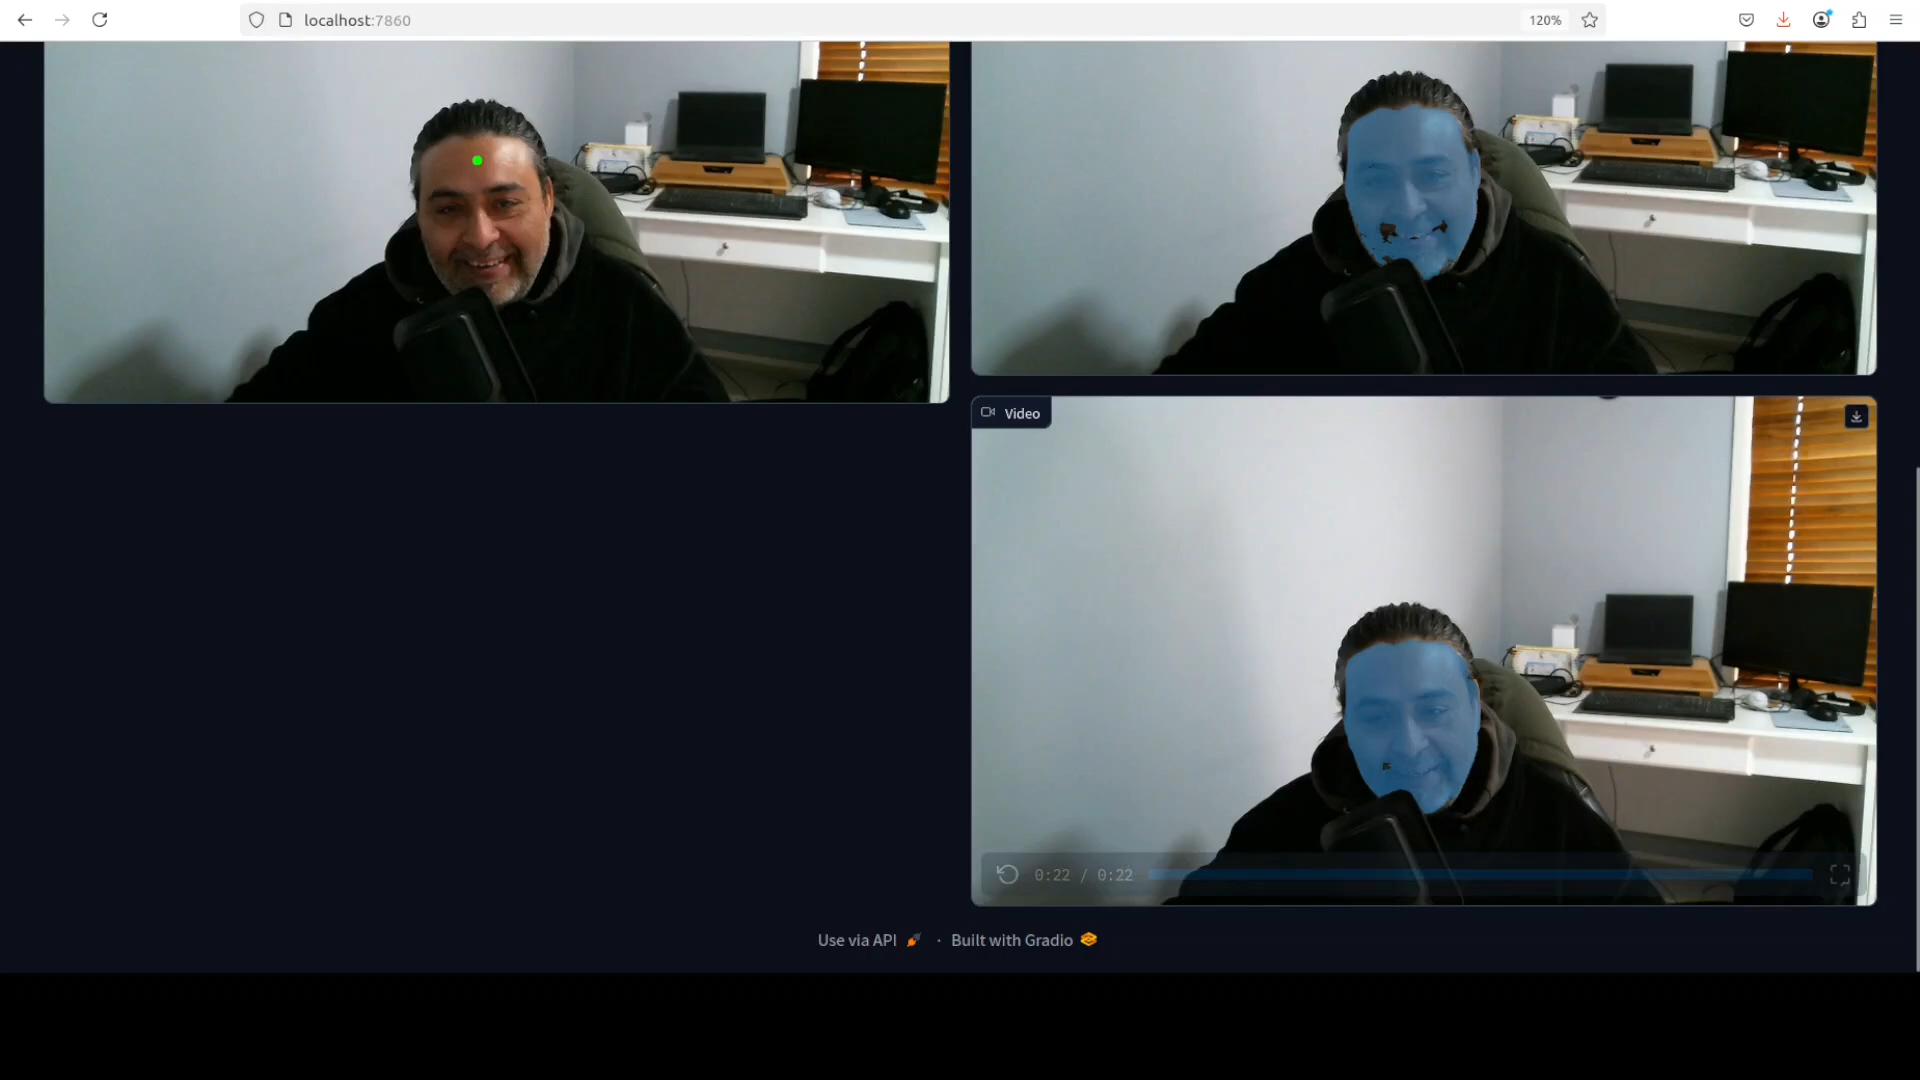 localhost:7860
120%
Video
0:22 / 0:22
Use via API · Built with Gradio